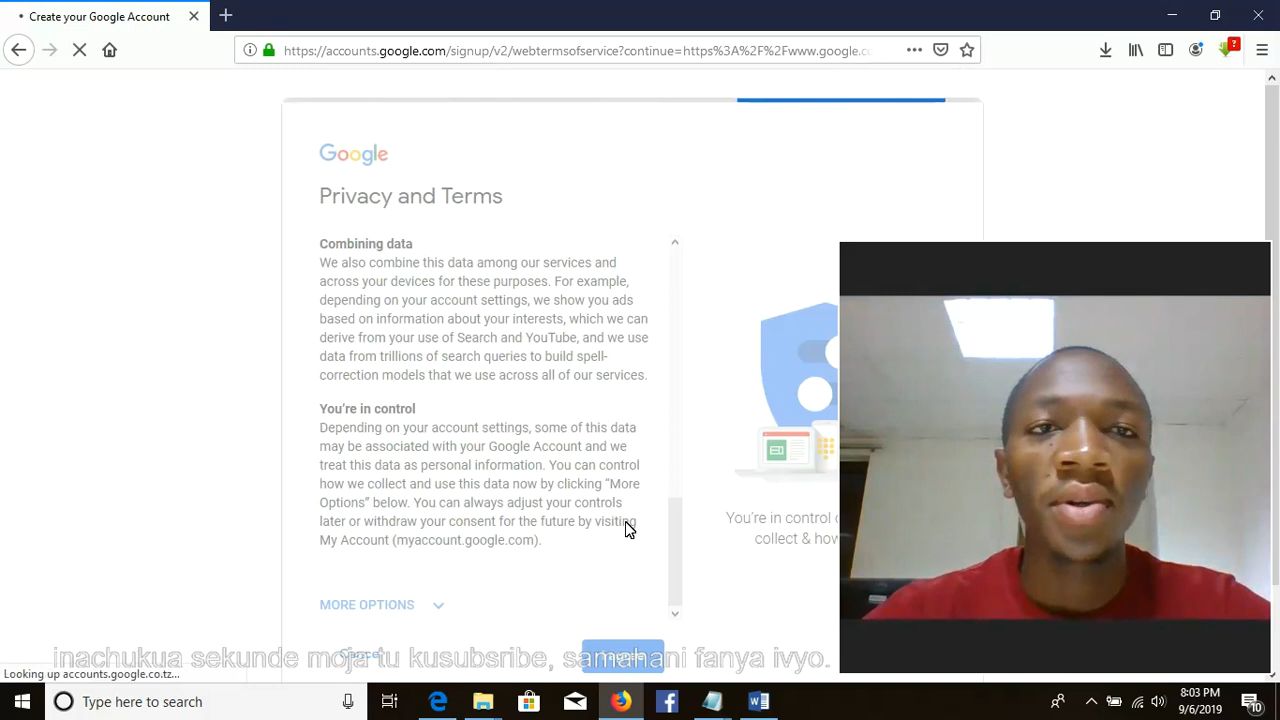 Create your Google Account
https://accounts.google.com/signup/v2/webtermsofservice?continue=https%3A%2F%2Fwww.google.c
?
Google
Privacy and Terms
Combining data
We also combine this data among our services and
across your devices for these purposes. For example,
depending on your account settings, we show you ads
based on information about your interests, which we can
derive from your use of Search and YouTube, and we use
data from trillions of search queries to build spell-
correction models that we use across all of our services.
You're in control
Depending on your account settings, some of this data
may be associated with your Google Account and we
treat this data as personal information. You can control
how we collect and use this data now by clicking “More
Options” below. You can always adjust your controls
later or withdraw your consent for the future by visiting
My Account (myaccount.google.com).
MORE OPTIONS
You're in control
collect & how
Cancel
inachukua sekunde moja tu kusubsribe, samahani fanya ivyo.
Looking up accounts.google.co.tz...
Type here to search
8:03 PM
9/6/2019
10